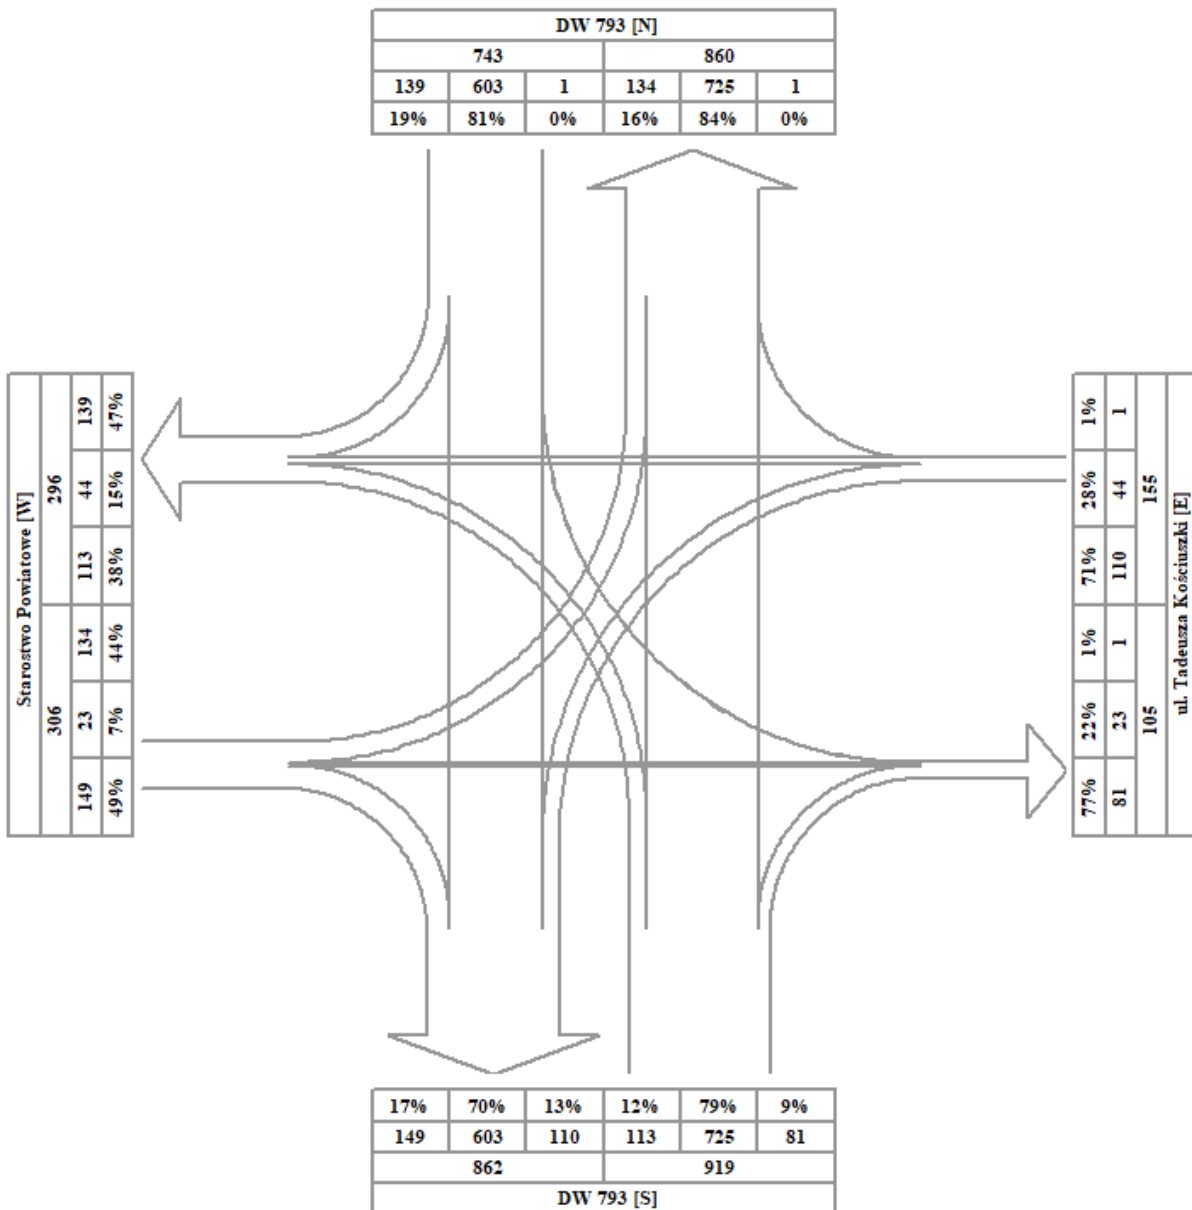 DW 793 [N]
743 860
139 603 1 134 725 1
19% 81% 0% 16% 84% 0%
Starostwo Powiatowe [W]
296 306
139 44 113 134 23 149
47% 15% 38% 44% 7% 49%
1% 28% 71% 1% 22% 77%
1 44 110 1 23 81
155 105
ul. Tadeusza Kościuszki [E]
17% 70% 13% 12% 79% 9%
149 603 110 113 725 81
862 919
DW 793 [S]